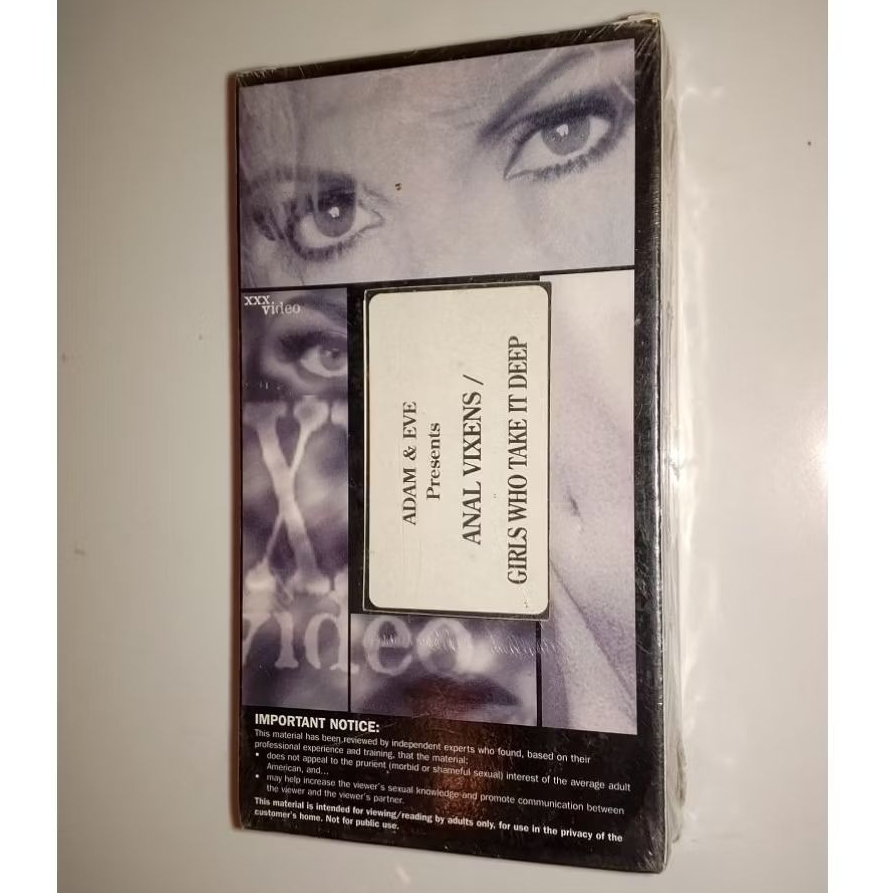 xxx
video
ADAM & EVE
Presents
ANAL VIXENS /
GIRLS WHO TAKE IT DEEP
X
video
IMPORTANT NOTICE:
This material has been reviewed by independent experts who found, based on their
professional experience and training, that the material:
• does not appeal to the prurient (morbid or shameful sexual) interest of the average adult
American, and...
• may help increase the viewer's sexual knowledge and promote communication between
the viewer and the viewer's partner.
This material is intended for viewing/reading by adults only, for use in the privacy of the
customer's home. Not for public use.